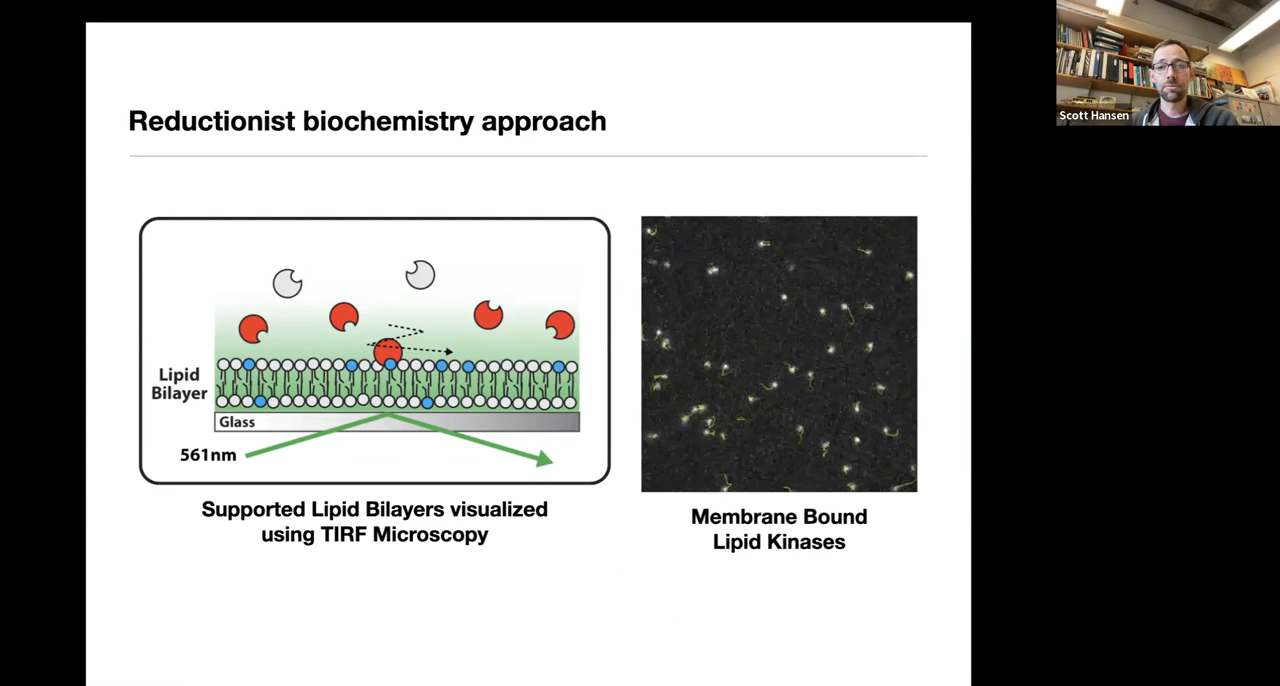 Reductionist biochemistry approach
Scott Hansen
Lipid
Bilayer
Glass
561nm
Supported Lipid Bilayers visualized
using TIRF Microscopy
Membrane Bound
Lipid Kinases